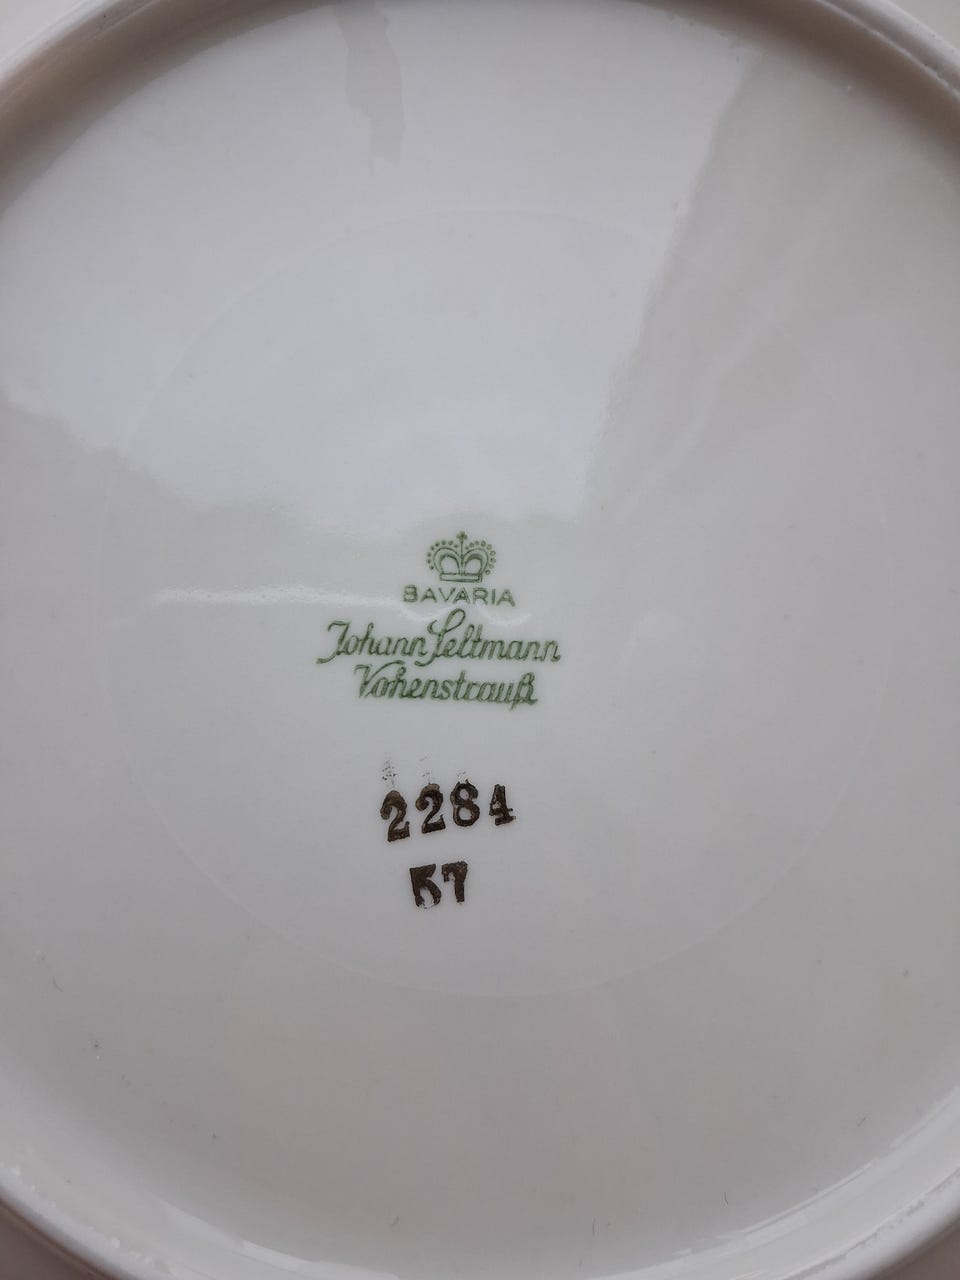 BAVARIA
Johann Seltmann
Vohenstrauß
2284
57